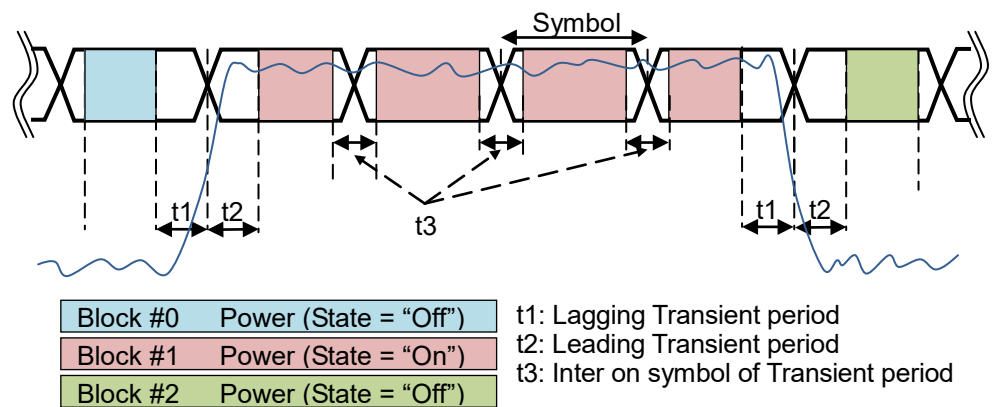 Symbol
t1 t2 t1 t2
t3
Block #0 Power (State = “Off”)
Block #1 Power (State = “On”)
Block #2 Power (State = “Off”)
t1: Lagging Transient period
t2: Leading Transient period
t3: Inter on symbol of Transient period